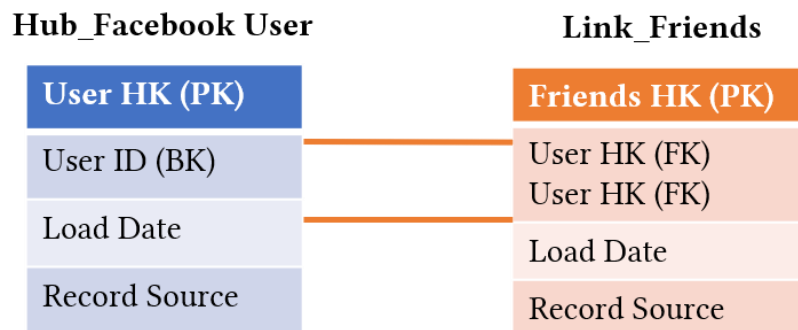 Hub_Facebook User
User HK (PK)
User ID (BK)
Load Date
Record Source
Link_Friends
Friends HK (PK)
User HK (FK)
User HK (FK)
Load Date
Record Source